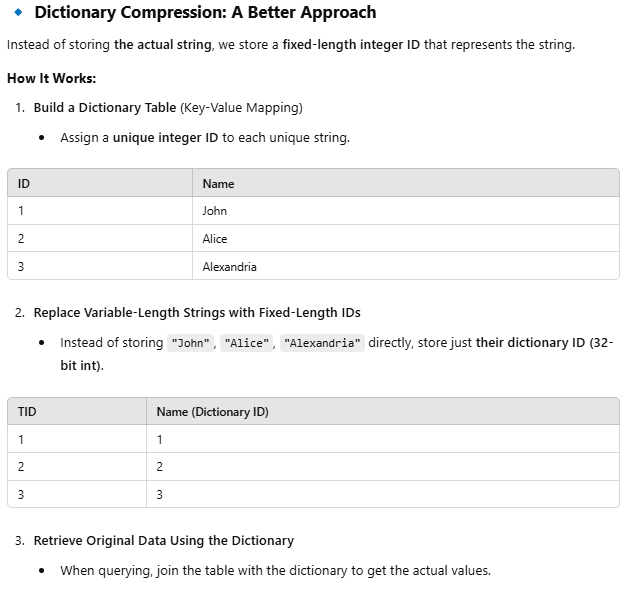 Dictionary Compression: A Better Approach
Instead of storing the actual string, we store a fixed-length integer ID that represents the string.
How It Works:
1. Build a Dictionary Table (Key-Value Mapping)
• Assign a unique integer ID to each unique string.
ID Name
1 John
2 Alice
3 Alexandria
2. Replace Variable-Length Strings with Fixed-Length IDs
• Instead of storing "John", "Alice", "Alexandria" directly, store just their dictionary ID (32-
bit int).
TID Name (Dictionary ID)
1 1
2 2
3 3
3. Retrieve Original Data Using the Dictionary
• When querying, join the table with the dictionary to get the actual values.